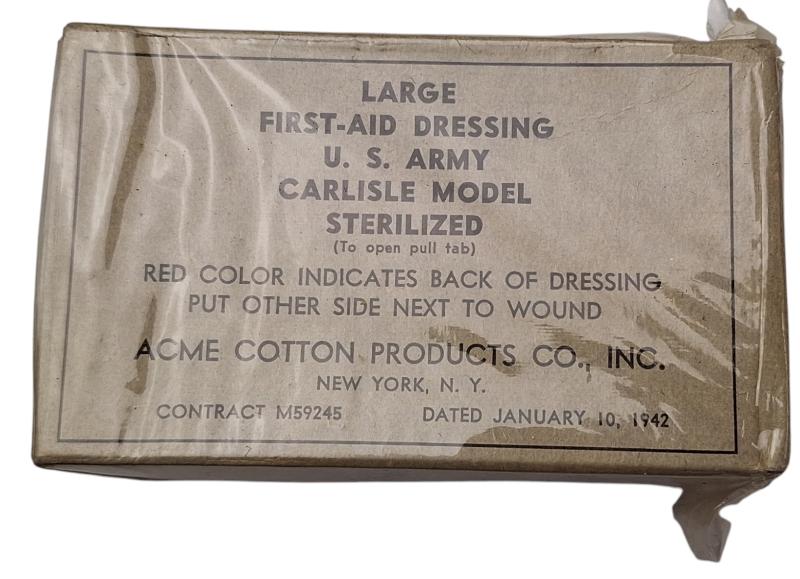 LARGE
FIRST-AID DRESSING
U. S. ARMY
CARLISLE MODEL
STERILIZED
(To open pull tab)
RED COLOR INDICATES BACK OF DRESSING
PUT OTHER SIDE NEXT TO WOUND
ACME COTTON PRODUCTS CO., INC.
NEW YORK, N. Y.
CONTRACT M59245 DATED JANUARY 10, 1942